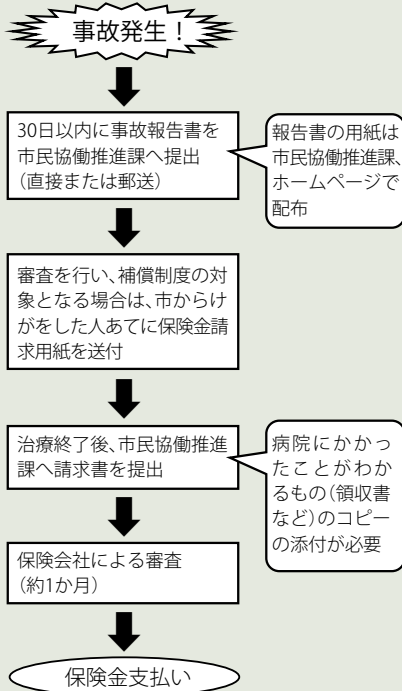 事故発生！
30日以内に事故報告書を
市民協働推進課へ提出
（直接または郵送）
報告書の用紙は
市民協働推進課、
ホームページで
配布
審査を行い、補償制度の対
象となる場合は、市からけ
がをした人あてに保険金請
求用紙を送付
治療終了後、市民協働推進
課へ請求書を提出
病院にかかっ
たことがわか
るもの（領収書
など）のコピー
の添付が必要
保険会社による審査
（約1か月）
保険金支払い